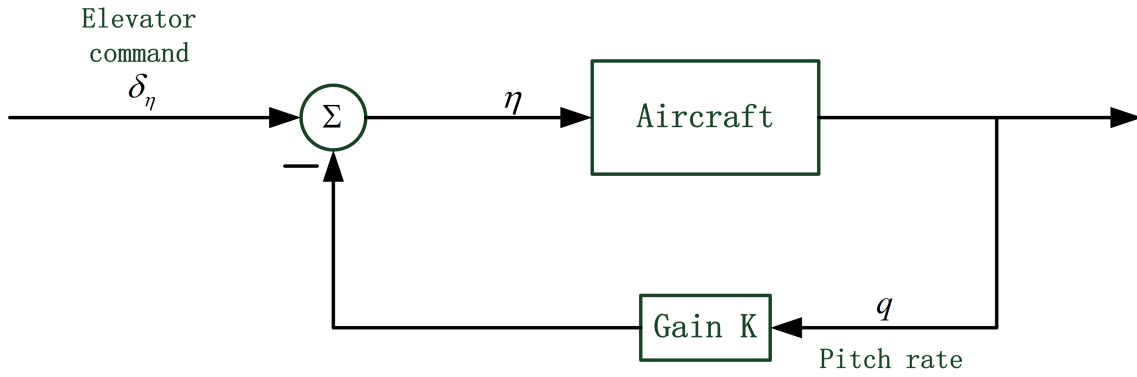 Elevator
command
δη
Σ
η
Aircraft
Gain K
q
Pitch rate